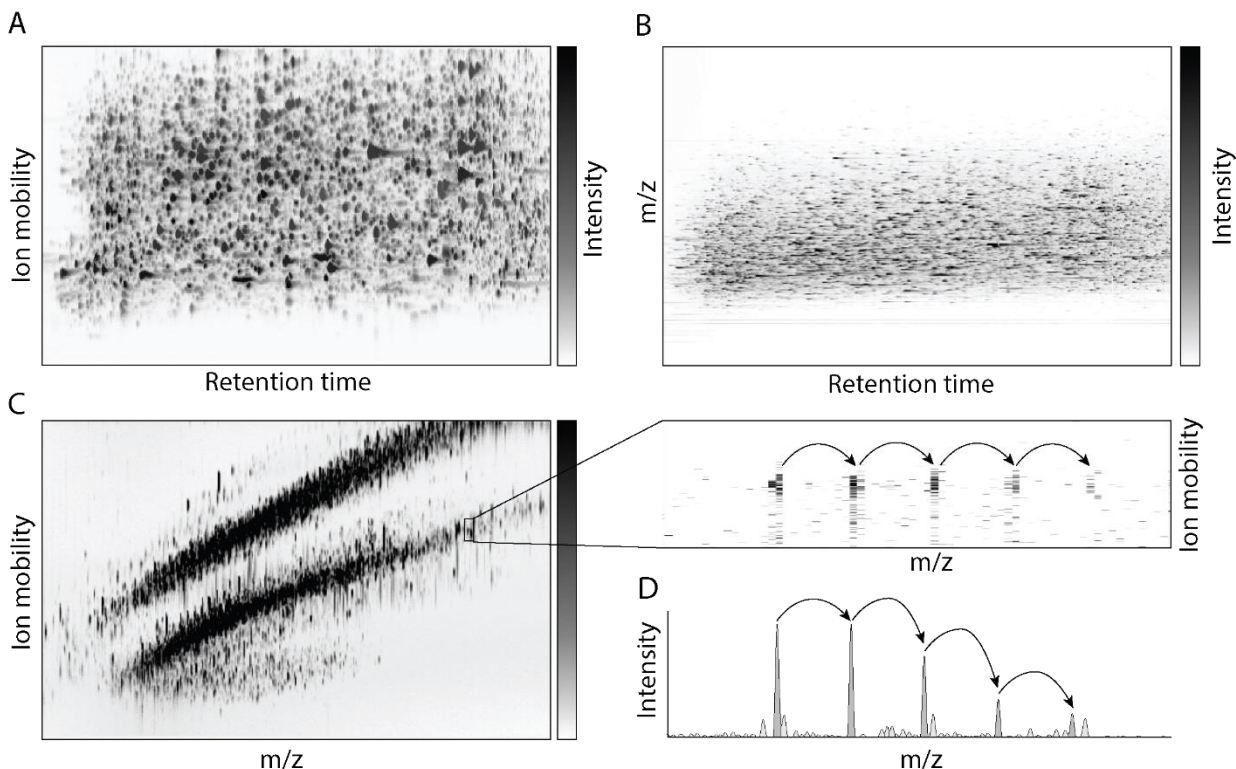 A
Ion mobility
Retention time
Intensity
B
m/z
Retention time
Intensity
C
Ion mobility
m/z
m/z
Ion mobility
D
Intensity
m/z